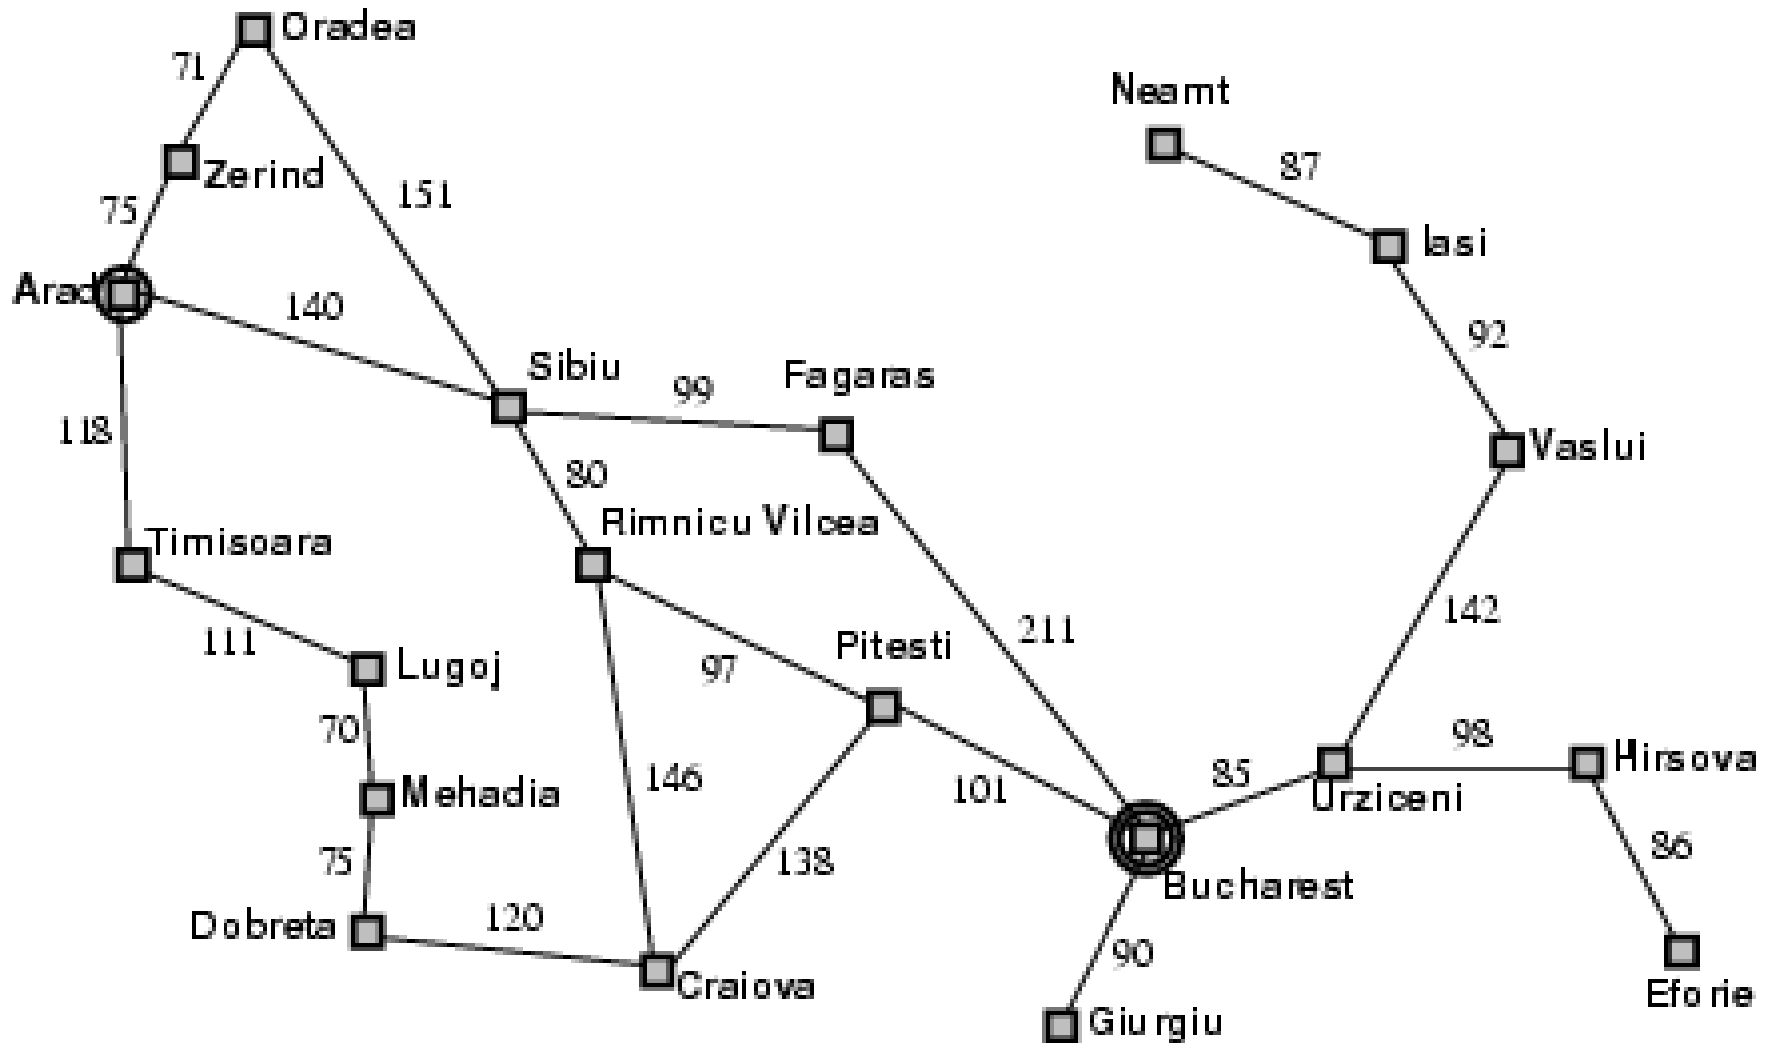 Oradea
71
Neamt
Zerind
87
151
75
Iasi
Arad
140
92
Sibiu
Fagaras
99
118
Vaslui
80
Rimnicu Vilcea
Timisoara
142
211
111
Pitesti
Lugoj
97
70
98
Hirsova
146
85
101
Mehadia
Urziceni
75
138
86
Bucharest
120
Dobreta
90
Craiova
Eforie
Giurgiu